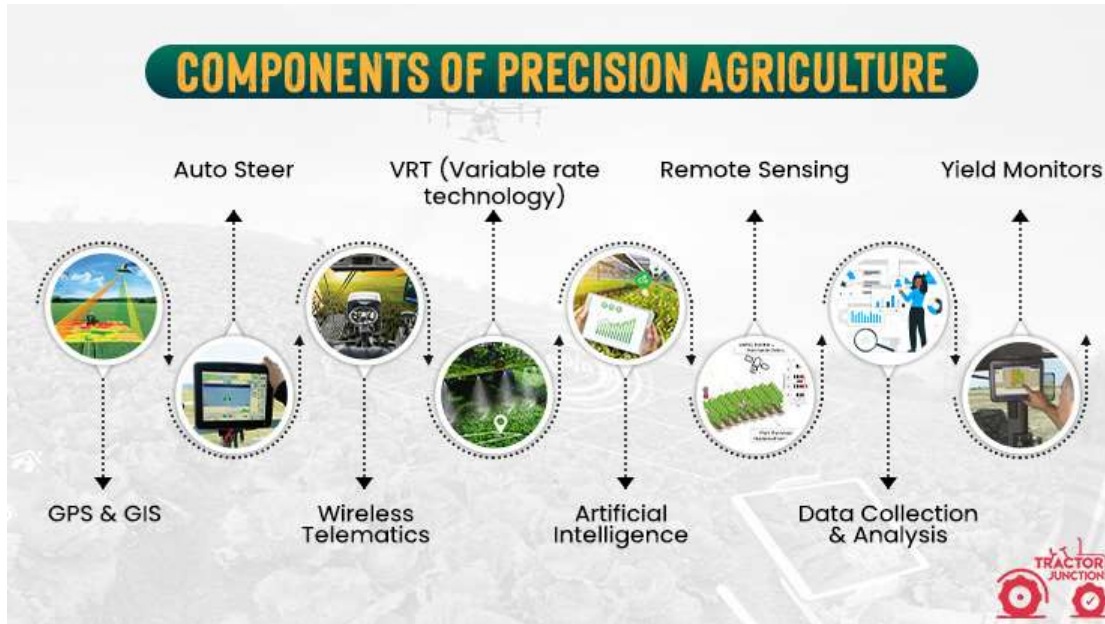 COMPONENTS OF PRECISION AGRICULTURE
Auto Steer
VRT (Variable rate
technology)
Remote Sensing
Yield Monitors
GPS & GIS
Wireless
Telematics
Artificial
Intelligence
Data Collection
& Analysis
TRACTOR
JUNCTION